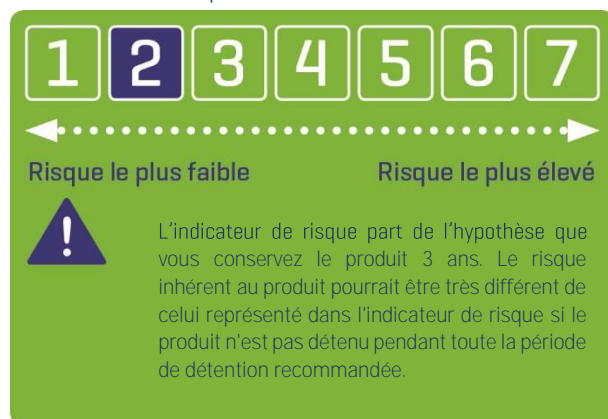 1 2 3 4 5 6 7
Risque le plus faible Risque le plus élevé
!
L'indicateur de risque part de l'hypothèse que
vous conservez le produit 3 ans. Le risque
inhérent au produit pourrait être très différent de
celui représenté dans l'indicateur de risque si le
produit n'est pas détenu pendant toute la période
de détention recommandée.